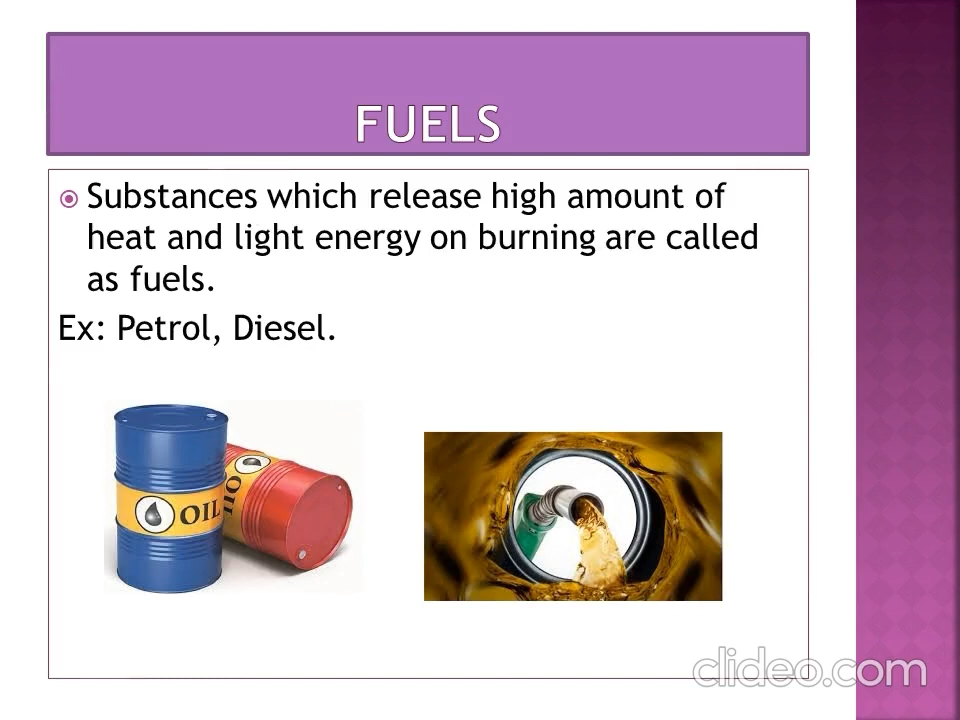 FUELS
Substances which release high amount of
heat and light energy on burning are called
as fuels.
Ex: Petrol, Diesel.
OIL
OIL
clideo.com